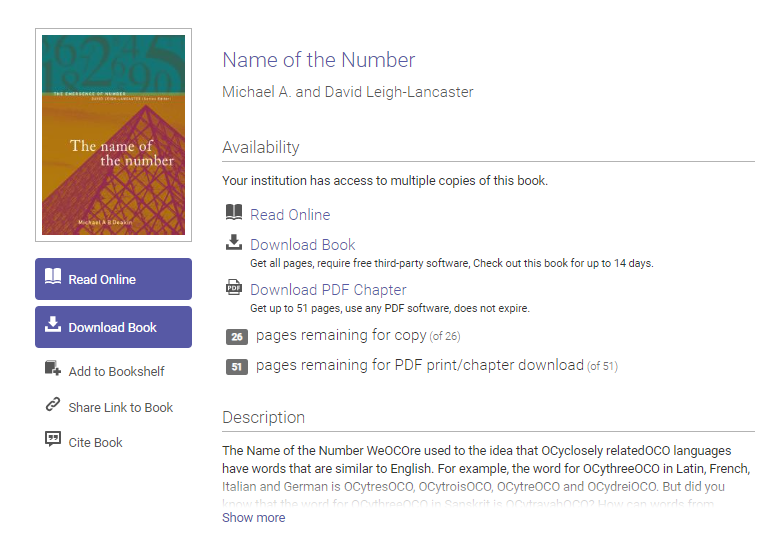 THE EMERGENCE OF NUMBER
The name of
the number
Michael A B Deakin
Read Online
Download Book
Add to Bookshelf
Share Link to Book
Cite Book
Name of the Number
Michael A. and David Leigh-Lancaster
Availability
Your institution has access to multiple copies of this book.
Read Online
Download Book
Get all pages, require free third-party software, Check out this book for up to 14 days.
PDF Download PDF Chapter
Get up to 51 pages, use any PDF software, does not expire.
26 pages remaining for copy (of 26)
51 pages remaining for PDF print/chapter download (of 51)
Description
The Name of the Number WeOCOre used to the idea that OCyclosely relatedOCO languages
have words that are similar to English. For example, the word for OCythreeOCO in Latin, French,
Italian and German is OCytresOCO, OCytroisOCO, OCytreOCO and OCydreiOCO. But did you
know that the word for OCythreeOCO in Sanskrit is OCytrayahOCO? How can words from
Show more